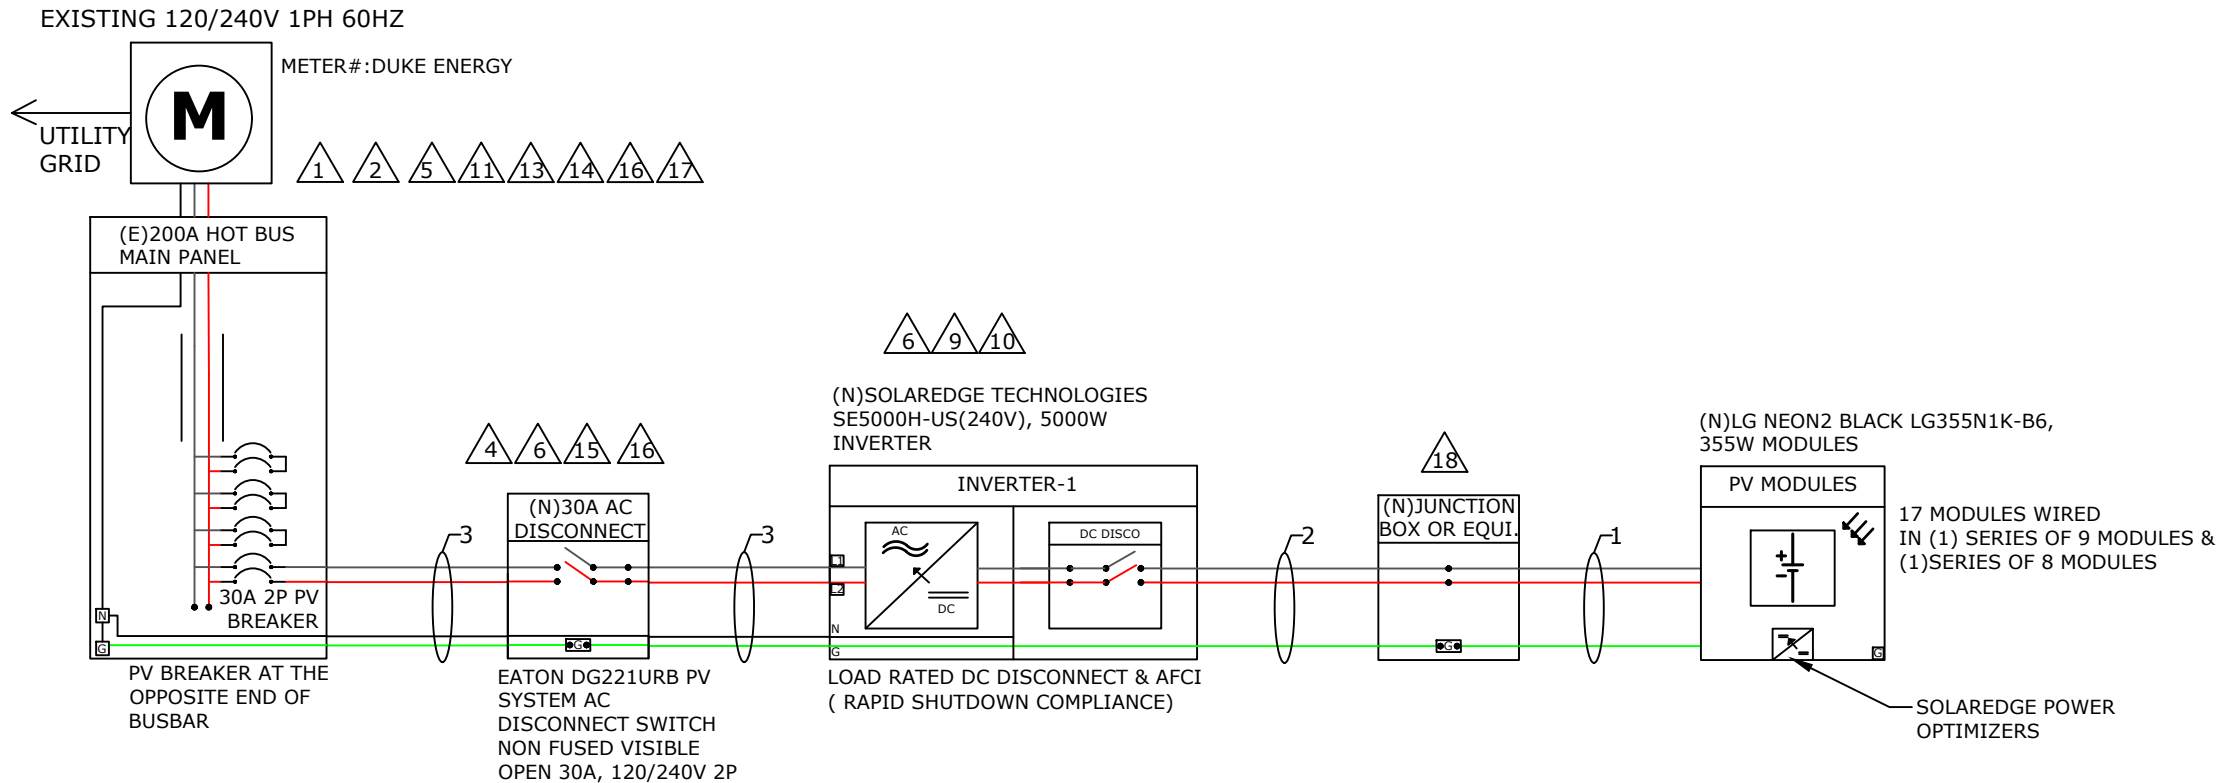 EXISTING 120/240V 1PH 60HZ
METER#:DUKE ENERGY
M
UTILITY
GRID
1 2 5 11 13 14 16 17
(E)200A HOT BUS
MAIN PANEL
30A 2P PV
BREAKER
N
G
PV BREAKER AT THE
OPPOSITE END OF
BUSBAR
3
4 6 15 16
(N)30A AC
DISCONNECT
G
EATON DG221URB PV
SYSTEM AC
DISCONNECT SWITCH
NON FUSED VISIBLE
OPEN 30A, 120/240V 2P
3
6 9 10
(N)SOLAREDGE TECHNOLOGIES
SE5000H-US(240V), 5000W
INVERTER
INVERTER-1
AC
DC
DC DISCO
L1
L2
N
G
LOAD RATED DC DISCONNECT & AFCI
( RAPID SHUTDOWN COMPLIANCE)
2
18
(N)JUNCTION
BOX OR EQUI.
G
1
(N)LG NEON2 BLACK LG355N1K-B6,
355W MODULES
PV MODULES
G
17 MODULES WIRED
IN (1) SERIES OF 9 MODULES &
(1)SERIES OF 8 MODULES
SOLAREDGE POWER
OPTIMIZERS